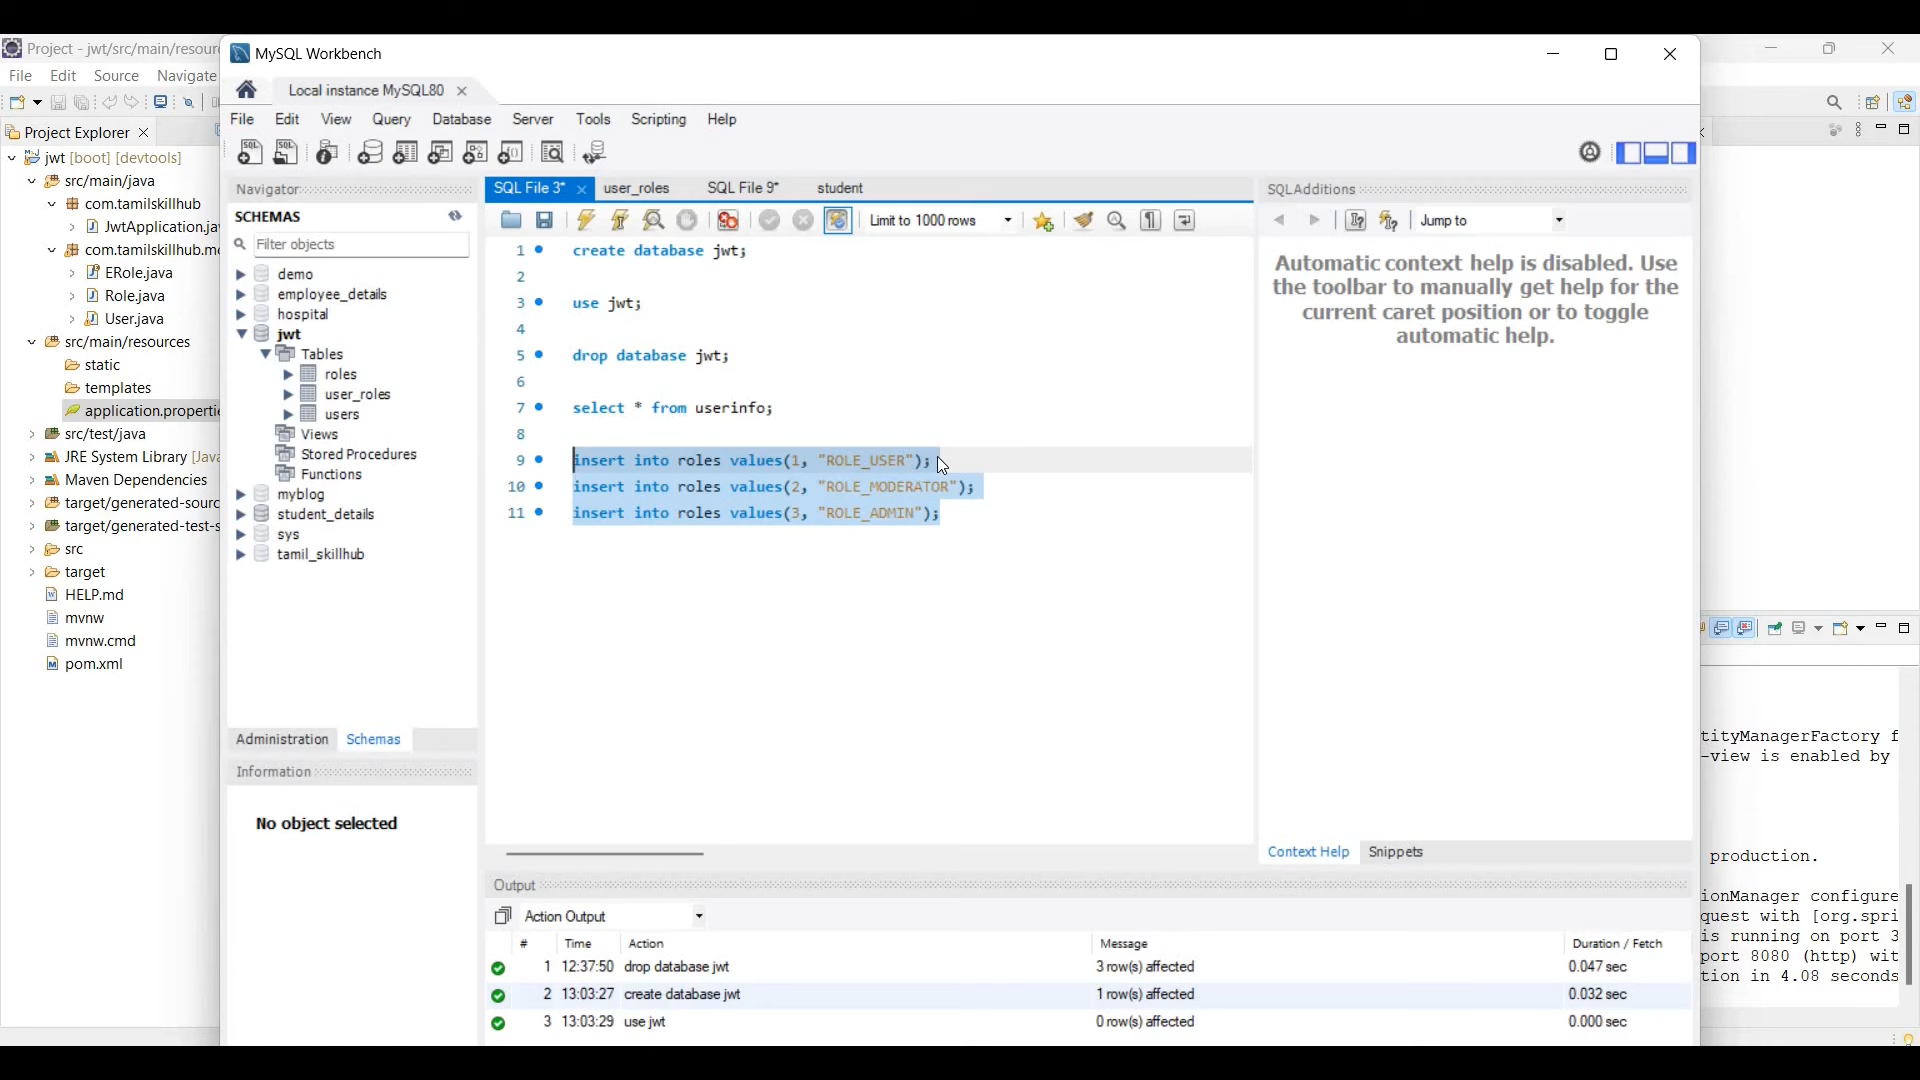 Project - jwt/src/main/resour
File Edit Source Navigate
Project Explorer
jwt [boot] [devtools]
src/main/java
com.tamilskillhub
JwtApplication.jav
com.tamilskillhub.mo
ERole.java
Role.java
User.java
src/main/resources
static
templates
application.propertie
src/test/java
JRE System Library [Java
Maven Dependencies
target/generated-sourc
target/generated-test-s
src
target
HELP.md
mvnw
mvnw.cmd
pom.xml
MySQL Workbench
Local instance MySQL80
File Edit View Query Database Server Tools Scripting Help
Navigator
SCHEMAS
Filter objects
demo
employee_details
hospital
jwt
Tables
roles
user_roles
users
Views
Stored Procedures
Functions
myblog
student_details
sys
tamil_skillhub
Administration Schemas
Information
No object selected
SQL File 3* user_roles SQL File 9* student
Limit to 1000 rows
1 create database jwt;
2
3 use jwt;
4
5 drop database jwt;
6
7 select * from userinfo;
8
9 insert into roles values(1, "ROLE_USER");
10 insert into roles values(2, "ROLE_MODERATOR");
11 insert into roles values(3, "ROLE_ADMIN");
SQLAdditions
Jump to
Automatic context help is disabled. Use
the toolbar to manually get help for the
current caret position or to toggle
automatic help.
Context Help Snippets
Output
Action Output
# Time Action Message Duration / Fetch
1 12:37:50 drop database jwt 3 row(s) affected 0.047 sec
2 13:03:27 create database jwt 1 row(s) affected 0.032 sec
3 13:03:29 use jwt 0 row(s) affected 0.000 sec
tityManagerFactory f
-view is enabled by
production.
ionManager configure
quest with [org.spri
is running on port 3
port 8080 (http) wit
tion in 4.08 seconds